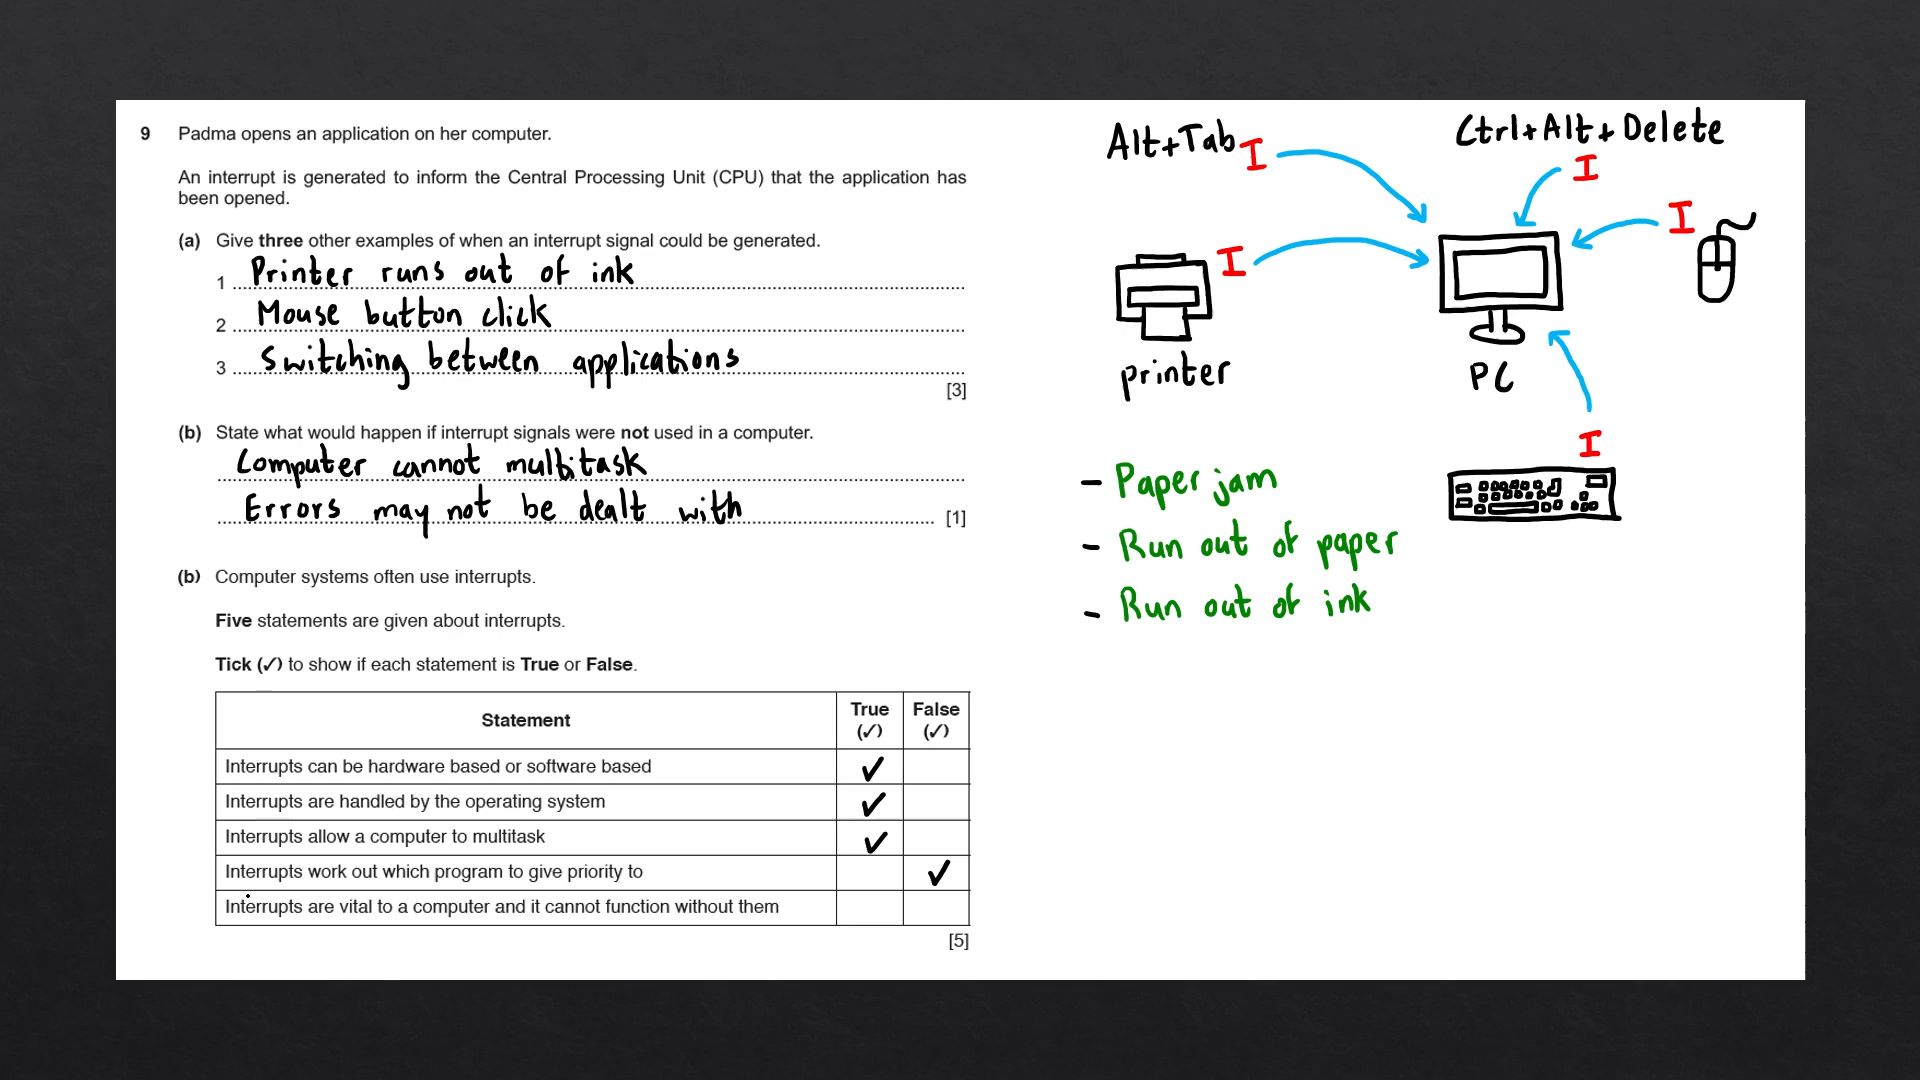 9 Padma opens an application on her computer.
An interrupt is generated to inform the Central Processing Unit (CPU) that the application has
been opened.
(a) Give three other examples of when an interrupt signal could be generated.
1 Printer runs out of ink
2 Mouse button click
3 Switching between applications
[3]
(b) State what would happen if interrupt signals were not used in a computer.
Computer cannot multitask
Errors may not be dealt with
[1]
(b) Computer systems often use interrupts.
Five statements are given about interrupts.
Tick (✓) to show if each statement is True or False.
Statement True (✓) False (✓)
Interrupts can be hardware based or software based ✓
Interrupts are handled by the operating system ✓
Interrupts allow a computer to multitask ✓
Interrupts work out which program to give priority to ✓
Interrupts are vital to a computer and it cannot function without them
[5]
Alt+Tab I
Ctrl+Alt+Delete
I
I
I
printer
PC
I
- Paper jam
- Run out of paper
- Run out of ink